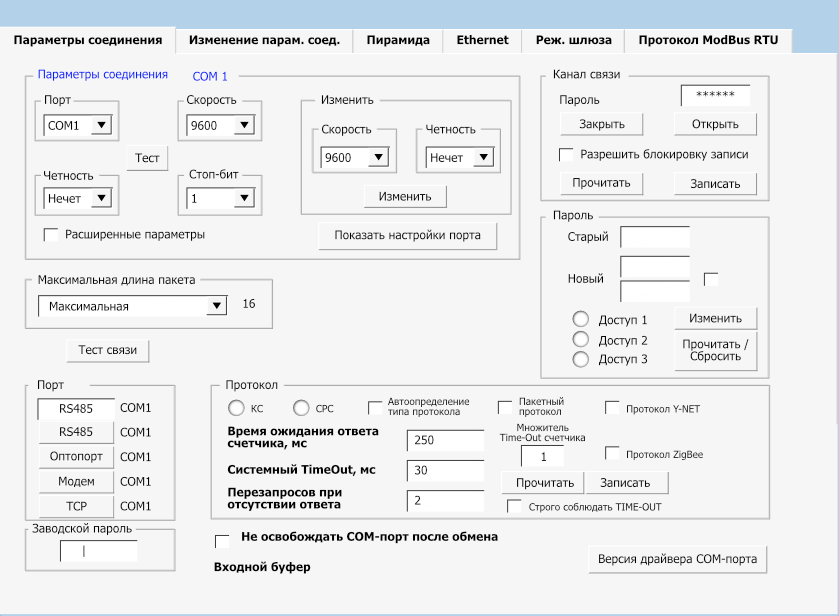 Параметры соединения
Изменение парам. соед.
Пирамида
Ethernet
Реж. шлюза
Протокол ModBus RTU
Параметры соединения COM 1
Порт
COM1
Скорость
9600
Тест
Четность
Нечет
Стоп-бит
1
Расширенные параметры
Изменить
Скорость
9600
Четность
Нечет
Изменить
Показать настройки порта
Канал связи
Пароль
******
Закрыть
Открыть
Разрешить блокировку записи
Прочитать
Записать
Пароль
Старый
Новый
Доступ 1
Доступ 2
Доступ 3
Изменить
Прочитать /
Сбросить
Максимальная длина пакета
Максимальная
16
Тест связи
Порт
RS485 COM1
RS485 COM1
Оптопорт COM1
Модем COM1
TCP COM1
Заводской пароль
Протокол
КС
СРС
Автоопределение
типа протокола
Пакетный
протокол
Протокол Y-NET
Время ожидания ответа
счетчика, мс
250
Множитель
Time-Out счетчика
1
Протокол ZigBee
Системный TimeOut, мс
30
Прочитать
Записать
Перезапросов при
отсутствии ответа
2
Строго соблюдать TIME-OUT
Не освобождать COM-порт после обмена
Входной буфер
Версия драйвера COM-порта